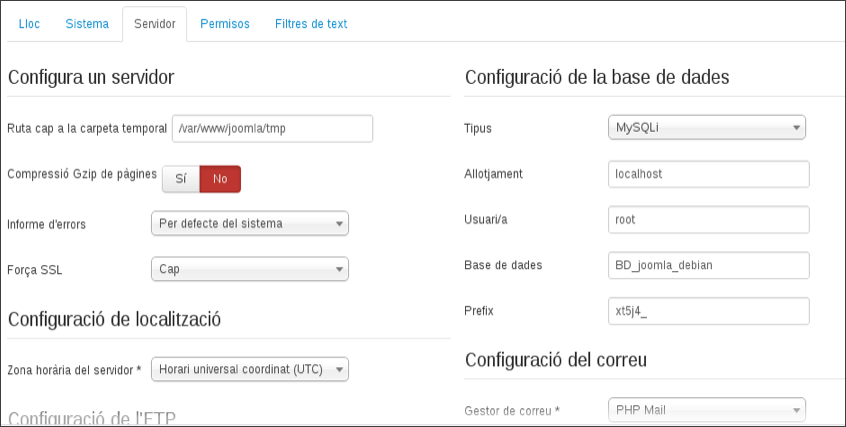 Lloc Sistema Servidor Permisos Filtres de text
Configura un servidor
Ruta cap a la carpeta temporal /var/www/joomla/tmp
Compressió Gzip de pàgines Sí No
Informe d'errors Per defecte del sistema
Força SSL Cap
Configuració de localització
Zona horària del servidor * Horari universal coordinat (UTC)
Configuració de l'FTP
Configuració de la base de dades
Tipus MySQLi
Allotjament localhost
Usuari/a root
Base de dades BD_joomla_debian
Prefix xt5j4_
Configuració del correu
Gestor de correu * PHP Mail